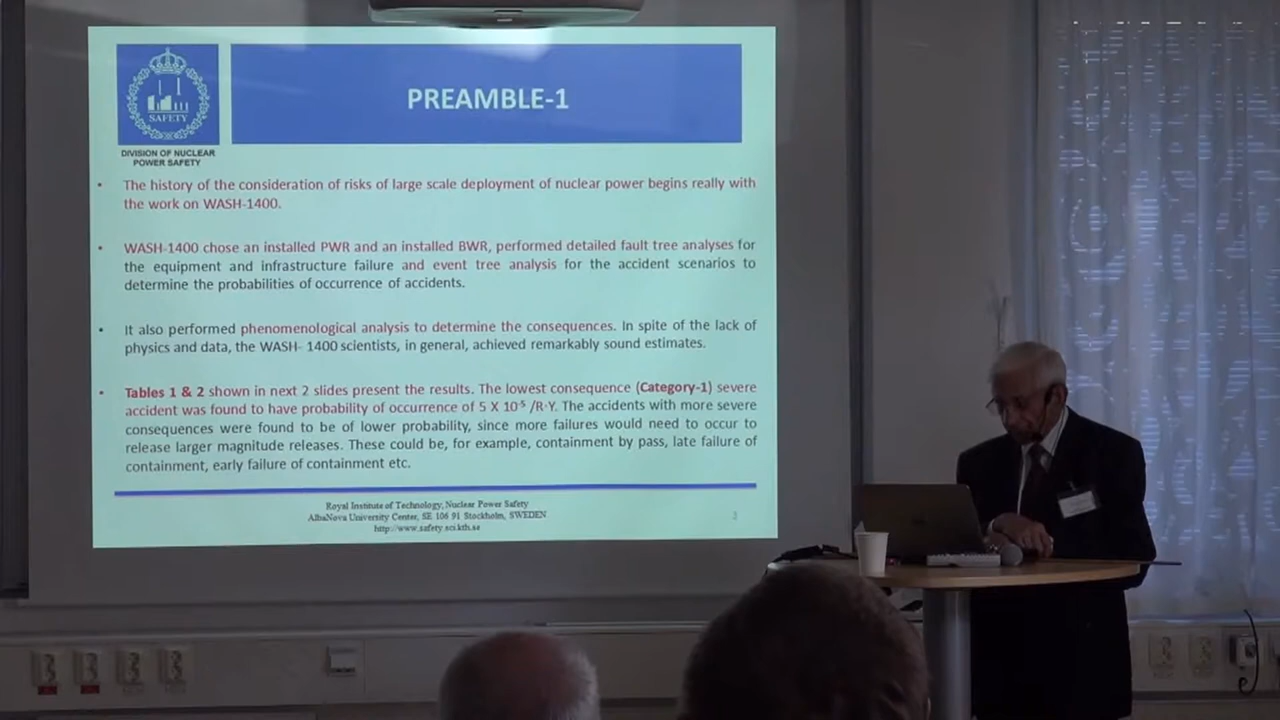 PREAMBLE-1
SAFETY
DIVISION OF NUCLEAR
POWER SAFETY
• The history of the consideration of risks of large scale deployment of nuclear power begins really with
the work on WASH-1400.
• WASH-1400 chose an installed PWR and an installed BWR, performed detailed fault tree analyses for
the equipment and infrastructure failure and event tree analysis for the accident scenarios to
determine the probabilities of occurrence of accidents.
• It also performed phenomenological analysis to determine the consequences. In spite of the lack of
physics and data, the WASH- 1400 scientists, in general, achieved remarkably sound estimates.
• Tables 1 & 2 shown in next 2 slides present the results. The lowest consequence (Category-1) severe
accident was found to have probability of occurrence of 5 X 10⁻⁵ /R-Y. The accidents with more severe
consequences were found to be of lower probability, since more failures would need to occur to
release larger magnitude releases. These could be, for example, containment by pass, late failure of
containment, early failure of containment etc.
Royal Institute of Technology, Nuclear Power Safety
AlbaNova University Center, SE 106 91 Stockholm, SWEDEN
http://www.safety.sci.kth.se